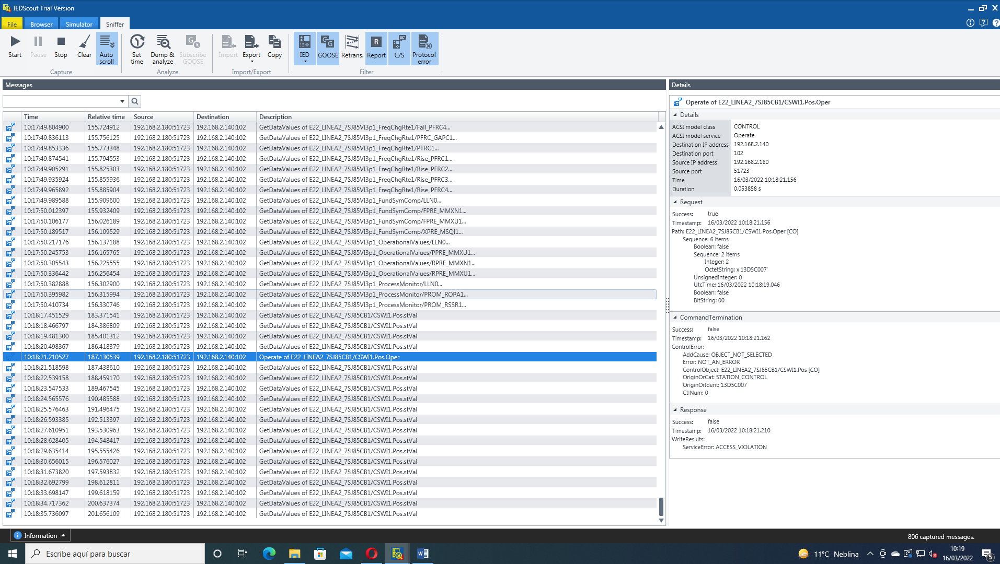 IEDScout Trial Version
File Browser Simulator Sniffer
Start Pause Stop Clear Auto scroll Set time Dump & analyze Subscribe GOOSE Import Export Copy IED GOOSE Retrans. Report C/S Protocol error
Capture Analyze Import/Export Filter
Messages
Time Relative time Source Destination Description
10:17:49.804900 155.724912 192.168.2.180:51723 192.168.2.140:102 GetDataValues of E22_LINEA2_7SJ85VI3p1_FreqChgRte1/Fall_PFRC4...
10:17:49.836113 155.756125 192.168.2.180:51723 192.168.2.140:102 GetDataValues of E22_LINEA2_7SJ85VI3p1_FreqChgRte1/PFRC_GAPC1...
10:17:49.853336 155.773348 192.168.2.180:51723 192.168.2.140:102 GetDataValues of E22_LINEA2_7SJ85VI3p1_FreqChgRte1/PTRC1...
10:17:49.874541 155.794553 192.168.2.180:51723 192.168.2.140:102 GetDataValues of E22_LINEA2_7SJ85VI3p1_FreqChgRte1/Rise_PFRC1...
10:17:49.905291 155.825303 192.168.2.180:51723 192.168.2.140:102 GetDataValues of E22_LINEA2_7SJ85VI3p1_FreqChgRte1/Rise_PFRC2...
10:17:49.935924 155.855936 192.168.2.180:51723 192.168.2.140:102 GetDataValues of E22_LINEA2_7SJ85VI3p1_FreqChgRte1/Rise_PFRC3...
10:17:49.965892 155.885904 192.168.2.180:51723 192.168.2.140:102 GetDataValues of E22_LINEA2_7SJ85VI3p1_FreqChgRte1/Rise_PFRC4...
10:17:49.989588 155.909600 192.168.2.180:51723 192.168.2.140:102 GetDataValues of E22_LINEA2_7SJ85VI3p1_FundSymComp/LLN0...
10:17:50.012397 155.932409 192.168.2.180:51723 192.168.2.140:102 GetDataValues of E22_LINEA2_7SJ85VI3p1_FundSymComp/FPRE_MMXN1...
10:17:50.106177 156.026189 192.168.2.180:51723 192.168.2.140:102 GetDataValues of E22_LINEA2_7SJ85VI3p1_FundSymComp/FPRE_MMXU1...
10:17:50.189517 156.109529 192.168.2.180:51723 192.168.2.140:102 GetDataValues of E22_LINEA2_7SJ85VI3p1_FundSymComp/XPRE_MSQI1...
10:17:50.217176 156.137188 192.168.2.180:51723 192.168.2.140:102 GetDataValues of E22_LINEA2_7SJ85VI3p1_OperationalValues/LLN0...
10:17:50.245753 156.165765 192.168.2.180:51723 192.168.2.140:102 GetDataValues of E22_LINEA2_7SJ85VI3p1_OperationalValues/PPRE_MMXU1...
10:17:50.305543 156.225555 192.168.2.180:51723 192.168.2.140:102 GetDataValues of E22_LINEA2_7SJ85VI3p1_OperationalValues/RPRE_MMXN1...
10:17:50.336442 156.256454 192.168.2.180:51723 192.168.2.140:102 GetDataValues of E22_LINEA2_7SJ85VI3p1_OperationalValues/RPRE_MMXU1...
10:17:50.382888 156.302900 192.168.2.180:51723 192.168.2.140:102 GetDataValues of E22_LINEA2_7SJ85VI3p1_ProcessMonitor/LLN0...
10:17:50.395982 156.315994 192.168.2.180:51723 192.168.2.140:102 GetDataValues of E22_LINEA2_7SJ85VI3p1_ProcessMonitor/PROM_ROPA1...
10:17:50.410734 156.330746 192.168.2.180:51723 192.168.2.140:102 GetDataValues of E22_LINEA2_7SJ85VI3p1_ProcessMonitor/PROM_RSSR1...
10:18:17.451529 183.371541 192.168.2.180:51723 192.168.2.140:102 GetDataValues of E22_LINEA2_7SJ85CB1/CSWI1.Pos.stVal
10:18:18.466797 184.386809 192.168.2.180:51723 192.168.2.140:102 GetDataValues of E22_LINEA2_7SJ85CB1/CSWI1.Pos.stVal
10:18:19.481300 185.401312 192.168.2.180:51723 192.168.2.140:102 GetDataValues of E22_LINEA2_7SJ85CB1/CSWI1.Pos.stVal
10:18:20.498367 186.418379 192.168.2.180:51723 192.168.2.140:102 GetDataValues of E22_LINEA2_7SJ85CB1/CSWI1.Pos.stVal
10:18:21.210527 187.130539 192.168.2.180:51723 192.168.2.140:102 Operate of E22_LINEA2_7SJ85CB1/CSWI1.Pos.Oper
10:18:21.518598 187.438610 192.168.2.180:51723 192.168.2.140:102 GetDataValues of E22_LINEA2_7SJ85CB1/CSWI1.Pos.stVal
10:18:22.539158 188.459170 192.168.2.180:51723 192.168.2.140:102 GetDataValues of E22_LINEA2_7SJ85CB1/CSWI1.Pos.stVal
10:18:23.547533 189.467545 192.168.2.180:51723 192.168.2.140:102 GetDataValues of E22_LINEA2_7SJ85CB1/CSWI1.Pos.stVal
10:18:24.565576 190.485588 192.168.2.180:51723 192.168.2.140:102 GetDataValues of E22_LINEA2_7SJ85CB1/CSWI1.Pos.stVal
10:18:25.576463 191.496475 192.168.2.180:51723 192.168.2.140:102 GetDataValues of E22_LINEA2_7SJ85CB1/CSWI1.Pos.stVal
10:18:26.593385 192.513397 192.168.2.180:51723 192.168.2.140:102 GetDataValues of E22_LINEA2_7SJ85CB1/CSWI1.Pos.stVal
10:18:27.610951 193.530963 192.168.2.180:51723 192.168.2.140:102 GetDataValues of E22_LINEA2_7SJ85CB1/CSWI1.Pos.stVal
10:18:28.628405 194.548417 192.168.2.180:51723 192.168.2.140:102 GetDataValues of E22_LINEA2_7SJ85CB1/CSWI1.Pos.stVal
10:18:29.635414 195.555426 192.168.2.180:51723 192.168.2.140:102 GetDataValues of E22_LINEA2_7SJ85CB1/CSWI1.Pos.stVal
10:18:30.656015 196.576027 192.168.2.180:51723 192.168.2.140:102 GetDataValues of E22_LINEA2_7SJ85CB1/CSWI1.Pos.stVal
10:18:31.673820 197.593832 192.168.2.180:51723 192.168.2.140:102 GetDataValues of E22_LINEA2_7SJ85CB1/CSWI1.Pos.stVal
10:18:32.692799 198.612811 192.168.2.180:51723 192.168.2.140:102 GetDataValues of E22_LINEA2_7SJ85CB1/CSWI1.Pos.stVal
10:18:33.698147 199.618159 192.168.2.180:51723 192.168.2.140:102 GetDataValues of E22_LINEA2_7SJ85CB1/CSWI1.Pos.stVal
10:18:34.717362 200.637374 192.168.2.180:51723 192.168.2.140:102 GetDataValues of E22_LINEA2_7SJ85CB1/CSWI1.Pos.stVal
10:18:35.736097 201.656109 192.168.2.180:51723 192.168.2.140:102 GetDataValues of E22_LINEA2_7SJ85CB1/CSWI1.Pos.stVal
Details
Operate of E22_LINEA2_7SJ85CB1/CSWI1.Pos.Oper
Details
ACSI model class CONTROL
ACSI model service Operate
Destination IP address 192.168.2.140
Destination port 102
Source IP address 192.168.2.180
Source port 51723
Time 16/03/2022 10:18:21.156
Duration 0.053858 s
Request
Success: true
Timestamp: 16/03/2022 10:18:21.156
Path: E22_LINEA2_7SJ85CB1/CSWI1.Pos.Oper [CO]
Sequence: 6 items
Boolean: false
Sequence: 2 items
Integer: 2
OctetString: x'13D5C007'
UnsignedInteger: 0
UtcTime: 16/03/2022 10:18:19.046
Boolean: false
BitString: 00
CommandTermination
Success: false
Timestamp: 16/03/2022 10:18:21.162
ControlError:
AddCause: OBJECT_NOT_SELECTED
Error: NOT_AN_ERROR
ControlObject: E22_LINEA2_7SJ85CB1/CSWI1.Pos [CO]
OriginOrCat: STATION_CONTROL
OriginOrIdent: 13D5C007
CtlNum: 0
Response
Success: false
Timestamp: 16/03/2022 10:18:21.210
WriteResults:
ServiceError: ACCESS_VIOLATION
Information
806 captured messages.
Escribe aquí para buscar
11°C Neblina
10:19
16/03/2022
5